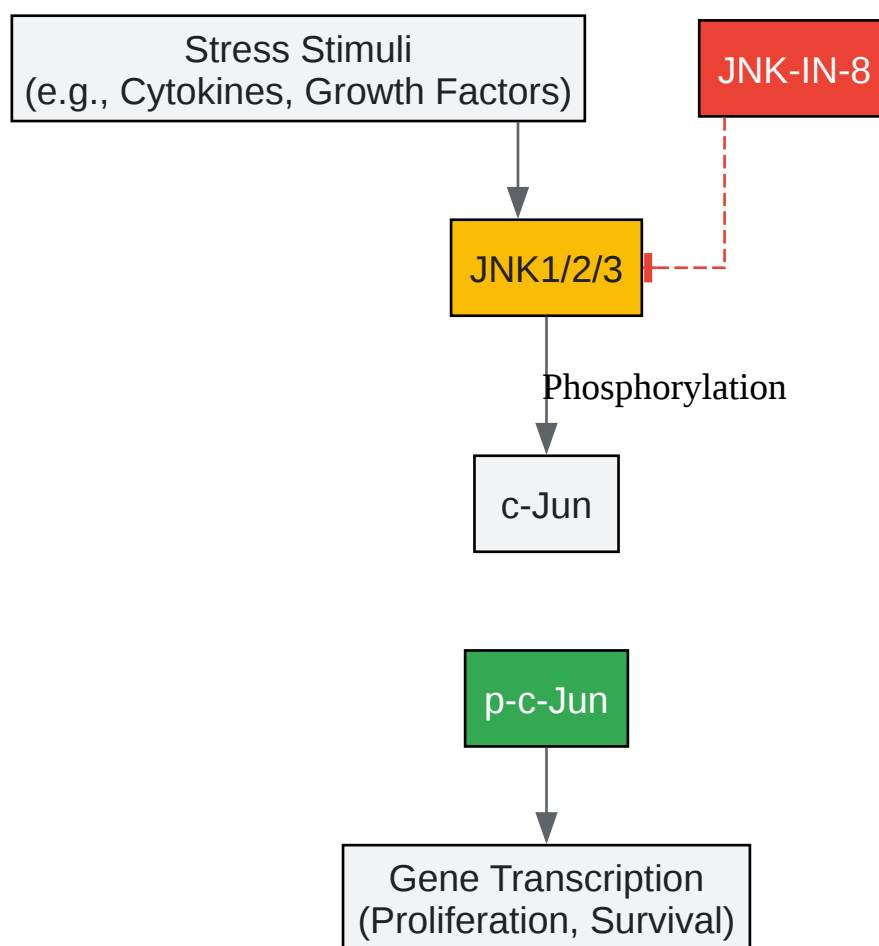 Stress Stimuli
(e.g., Cytokines, Growth Factors)
JNK-IN-8
JNK1/2/3
Phosphorylation
c-Jun
p-c-Jun
Gene Transcription
(Proliferation, Survival)